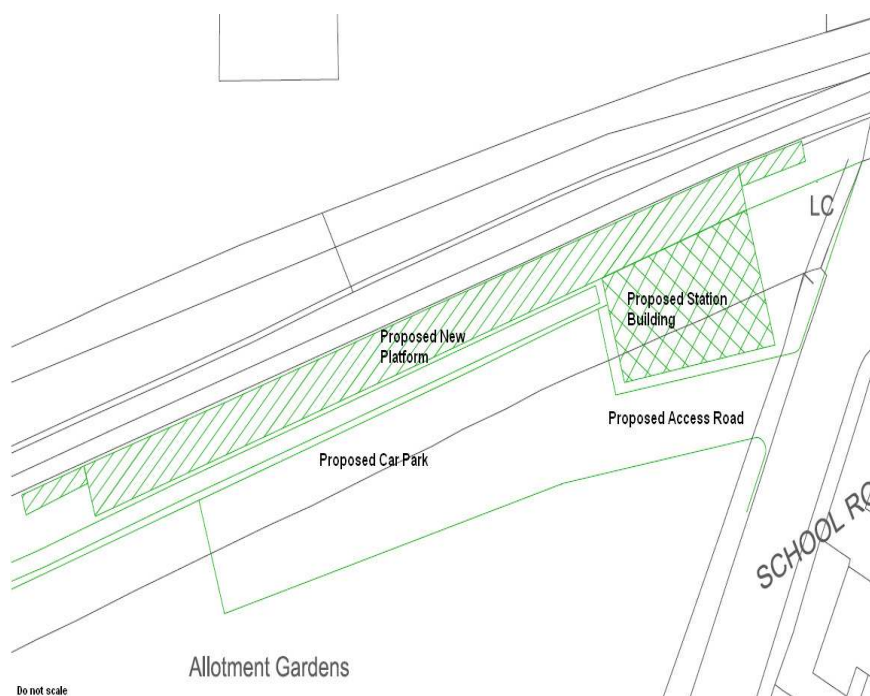 LC
Proposed Station
Building
Proposed New
Platform
Proposed Access Road
Proposed Car Park
SCHOOL RO
Allotment Gardens
Do not scale